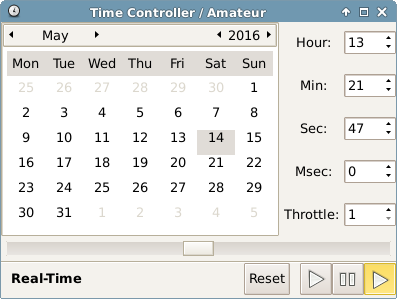 Time Controller / Amateur
May 2016
Mon Tue Wed Thu Fri Sat Sun
25 26 27 28 29 30 1
2 3 4 5 6 7 8
9 10 11 12 13 14 15
16 17 18 19 20 21 22
23 24 25 26 27 28 29
30 31 1 2 3 4 5
Hour: 13
Min: 21
Sec: 47
Msec: 0
Throttle: 1
Real-Time
Reset